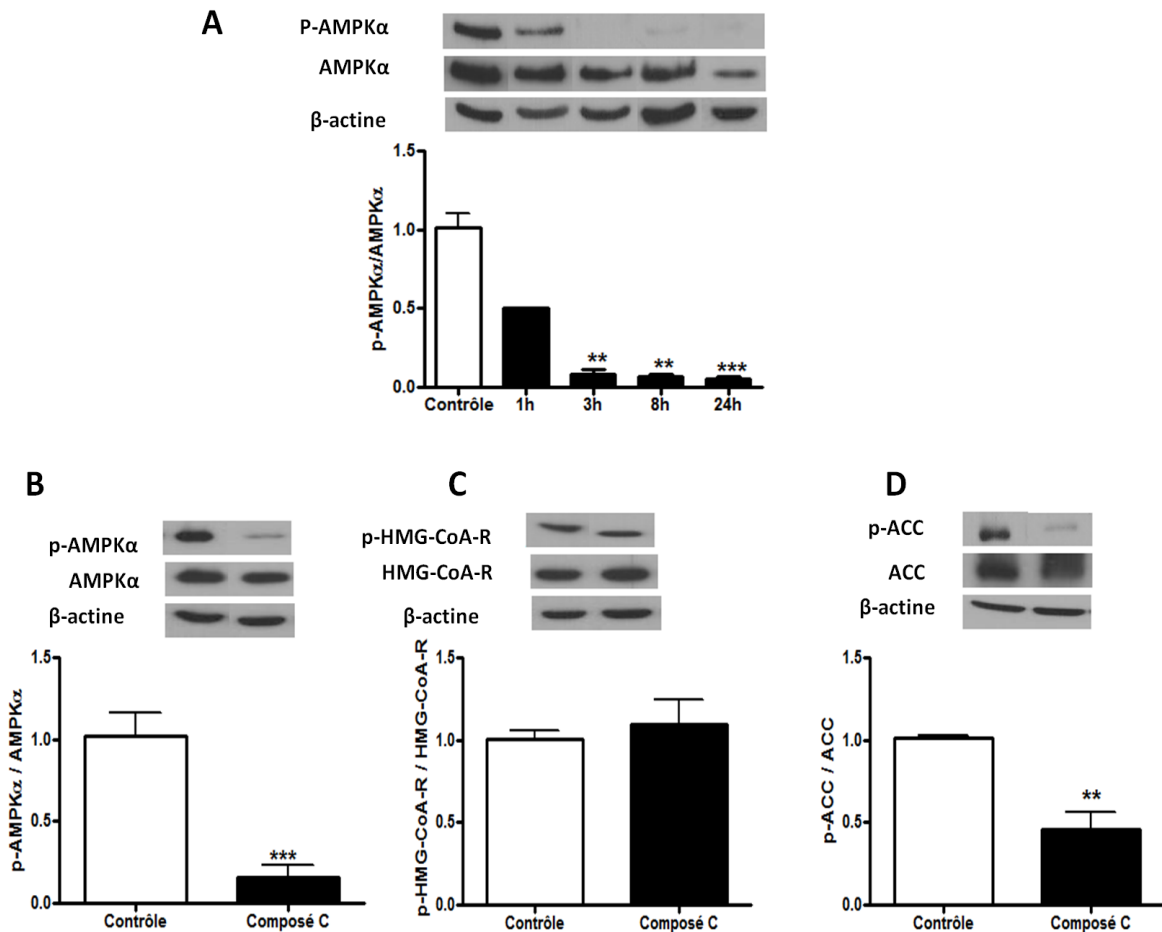 A
P-AMPKα
AMPKα
β-actine
p-AMPKα/AMPKα
1.5
1.0
0.5
0.0
** ** ***
Contrôle 1h 3h 8h 24h
B
p-AMPKα
AMPKα
β-actine
p-AMPKα / AMPKα
1.5
1.0
0.5
0.0
***
Contrôle Composé C
C
p-HMG-CoA-R
HMG-CoA-R
β-actine
p-HMG-CoA-R / HMG-CoA-R
1.5
1.0
0.5
0.0
Contrôle Composé C
D
p-ACC
ACC
β-actine
p-ACC / ACC
1.5
1.0
0.5
0.0
**
Contrôle Composé C